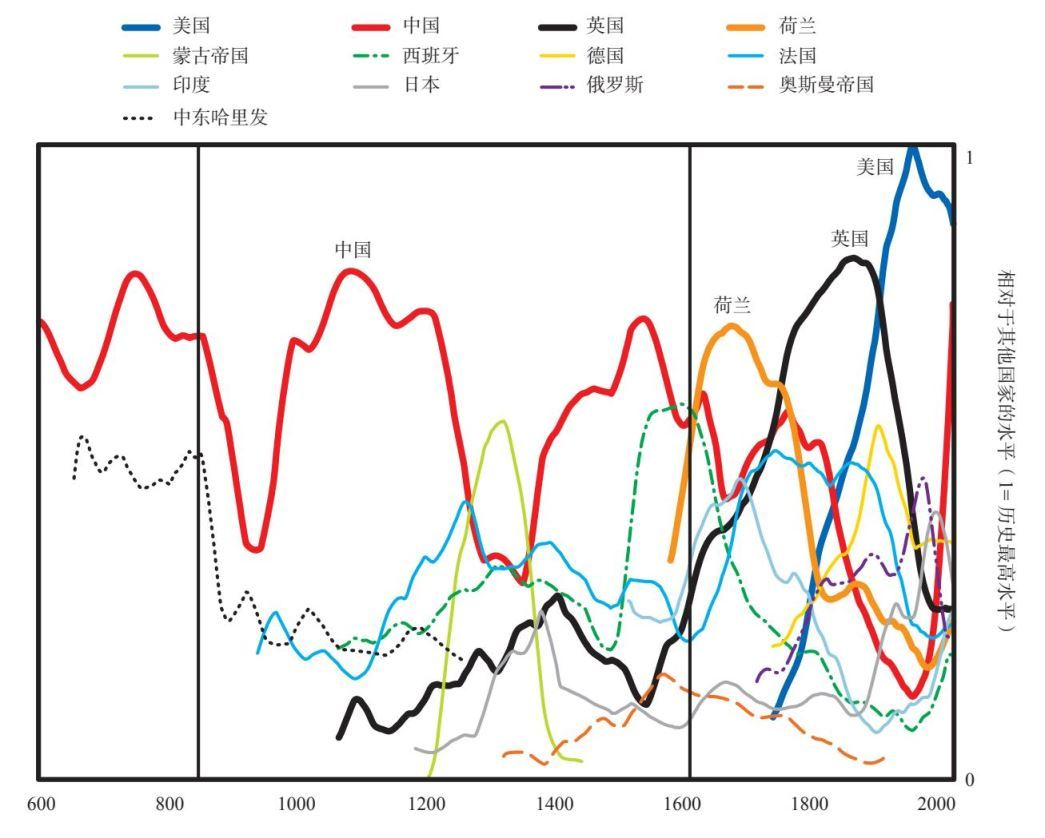 美国 中国 英国 荷兰
蒙古帝国 西班牙 德国 法国
印度 日本 俄罗斯 奥斯曼帝国
中东哈里发
1
美国
英国
中国
荷兰
相对于其他国家的水平（1=历史最高水平）
0
600 800 1000 1200 1400 1600 1800 2000